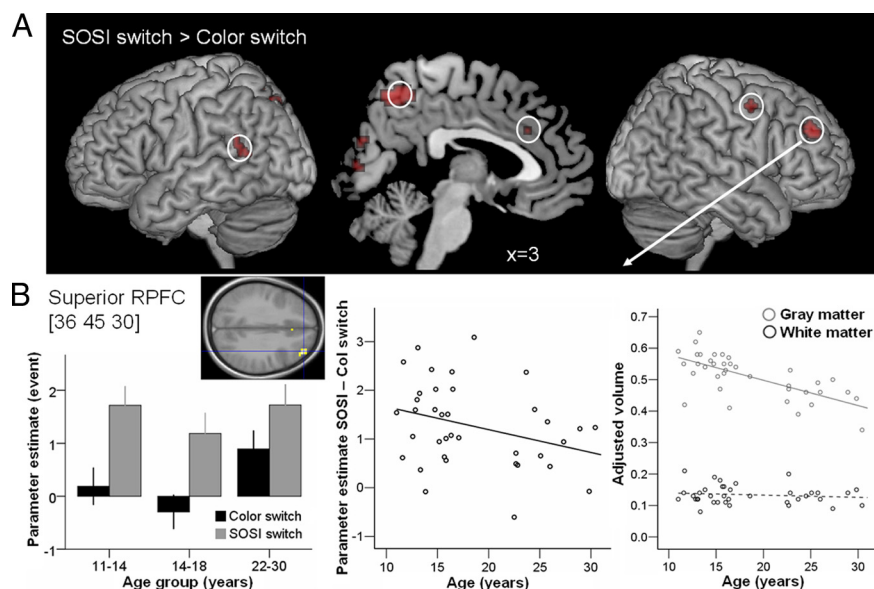 A
SOSI switch > Color switch
x=3
B
Superior RPFC
[36 45 30]
Parameter estimate (event)
2
1
0
-1
Color switch
SOSI switch
11-14
14-18
22-30
Age group (years)
Parameter estimate SOSI – Col switch
3
2
1
0
-1
10
15
20
25
30
Age (years)
Gray matter
White matter
Adjusted volume
0.7
0.6
0.5
0.4
0.3
0.2
0.1
0.0
10
15
20
25
30
Age (years)